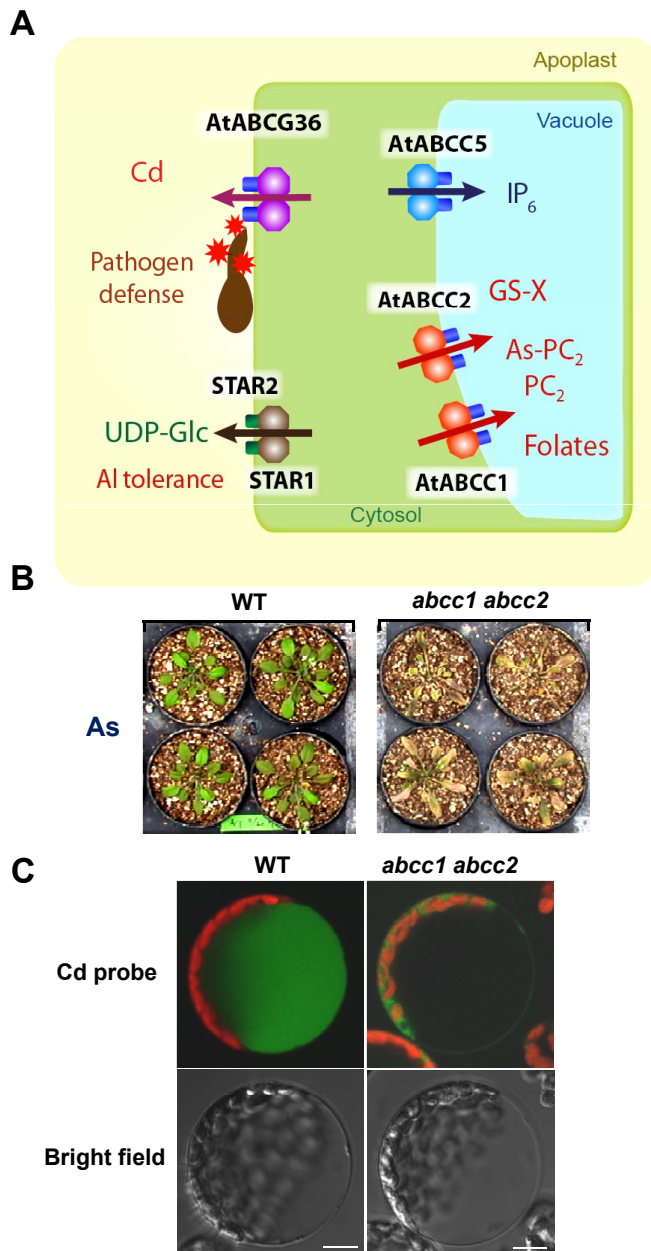 A
Apoplast
Vacuole
AtABCG36
AtABCC5
Cd
IP6
Pathogen
defense
AtABCC2
GS-X
As-PC2
PC2
STAR2
UDP-Glc
Folates
Al tolerance
STAR1
AtABCC1
Cytosol
B
WT
abcc1 abcc2
As
C
WT
abcc1 abcc2
Cd probe
Bright field